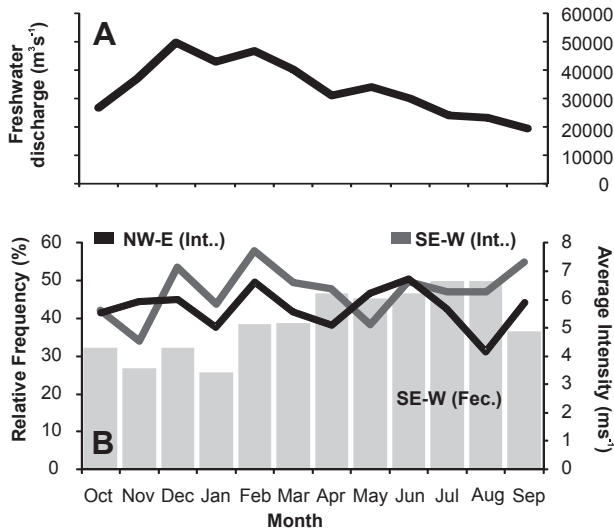 A
Freshwater
discharge (m³s⁻¹)
60000
50000
40000
30000
20000
10000
0
B
NW-E (Int..)
SE-W (Int..)
SE-W (Fec.)
Relative Frequency (%)
60
50
40
30
20
10
0
Average Intensity (ms⁻¹)
8
7
6
5
4
3
2
1
0
Oct Nov Dec Jan Feb Mar Apr May Jun Jul Aug Sep
Month